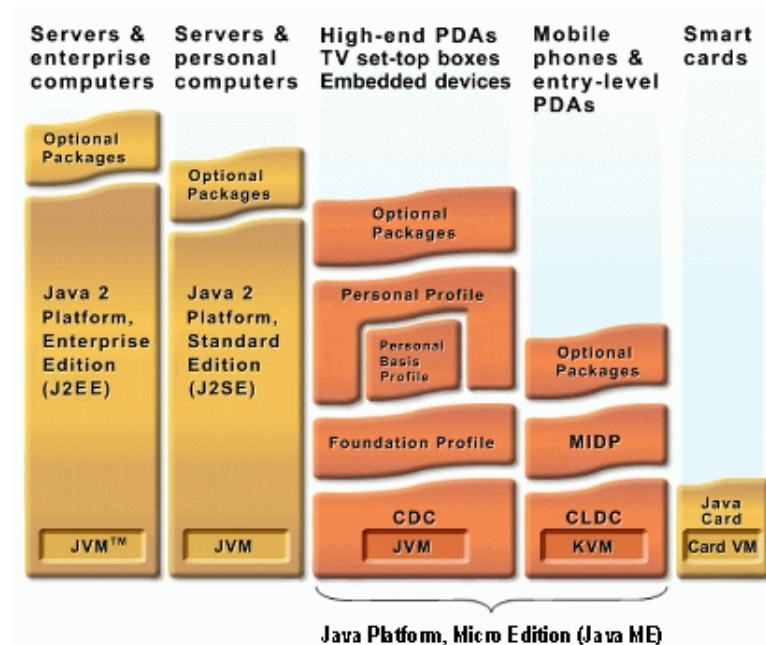 Servers &
enterprise
computers
Servers &
personal
computers
High-end PDAs
TV set-top boxes
Embedded devices
Mobile
phones &
entry-level
PDAs
Smart
cards
Optional
Packages
Java 2
Platform,
Enterprise
Edition
(J2EE)
JVM™
Optional
Packages
Java 2
Platform,
Standard
Edition
(J2SE)
JVM
Optional
Packages
Personal Profile
Personal
Basis
Profile
Foundation Profile
CDC
JVM
Optional
Packages
MIDP
CLDC
KVM
Java
Card
Card VM
Java Platform, Micro Edition (Java ME)